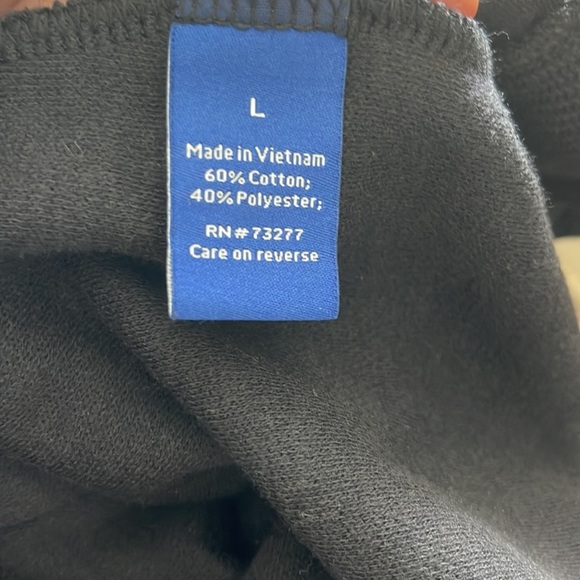 L
Made in Vietnam
60% Cotton;
40% Polyester;
RN#73277
Care on reverse